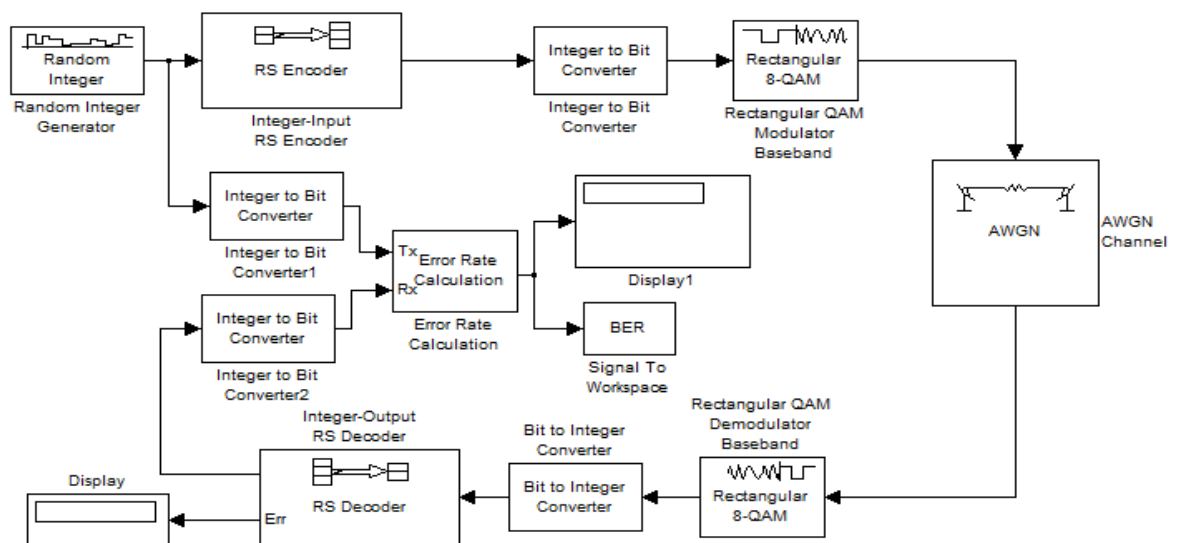 Random
Integer
Random Integer
Generator
RS Encoder
Integer-Input
RS Encoder
Integer to Bit
Converter
Integer to Bit
Converter
Rectangular
8-QAM
Rectangular QAM
Modulator
Baseband
AWGN
AWGN
Channel
Integer to Bit
Converter
Integer to Bit
Converter1
Tx
Rx
Error Rate
Calculation
Error Rate
Calculation
Display1
BER
Signal To
Workspace
Integer to Bit
Converter
Integer to Bit
Converter2
Integer-Output
RS Decoder
RS Decoder
Err
Display
Bit to Integer
Converter
Bit to Integer
Converter
Rectangular QAM
Demodulator
Baseband
Rectangular
8-QAM